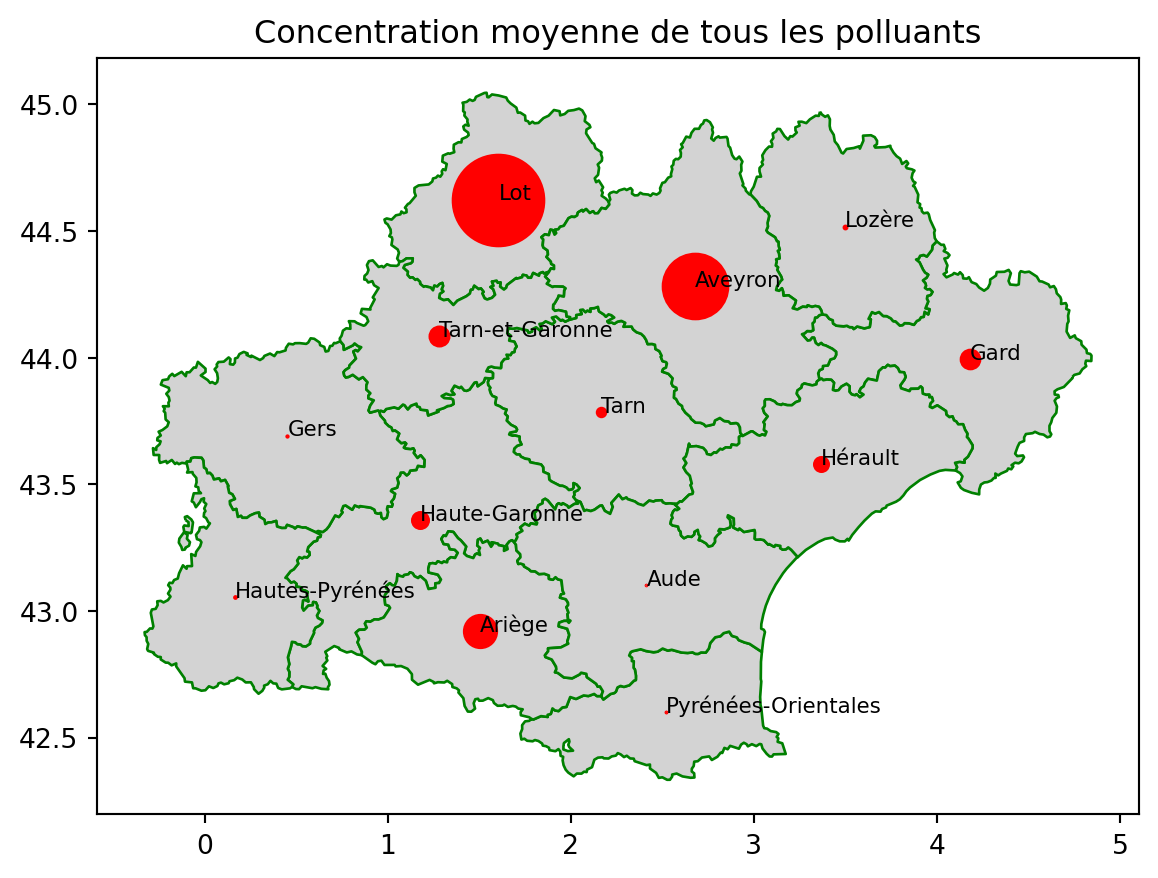 Concentration moyenne de tous les polluants
45.0
44.5
44.0
43.5
43.0
42.5
Lot
Lozère
Aveyron
Tarn-et-Garonne
Gard
Tarn
Gers
Hérault
Haute-Garonne
Aude
Hautes-Pyrénées
Ariège
Pyrénées-Orientales
0 1 2 3 4 5